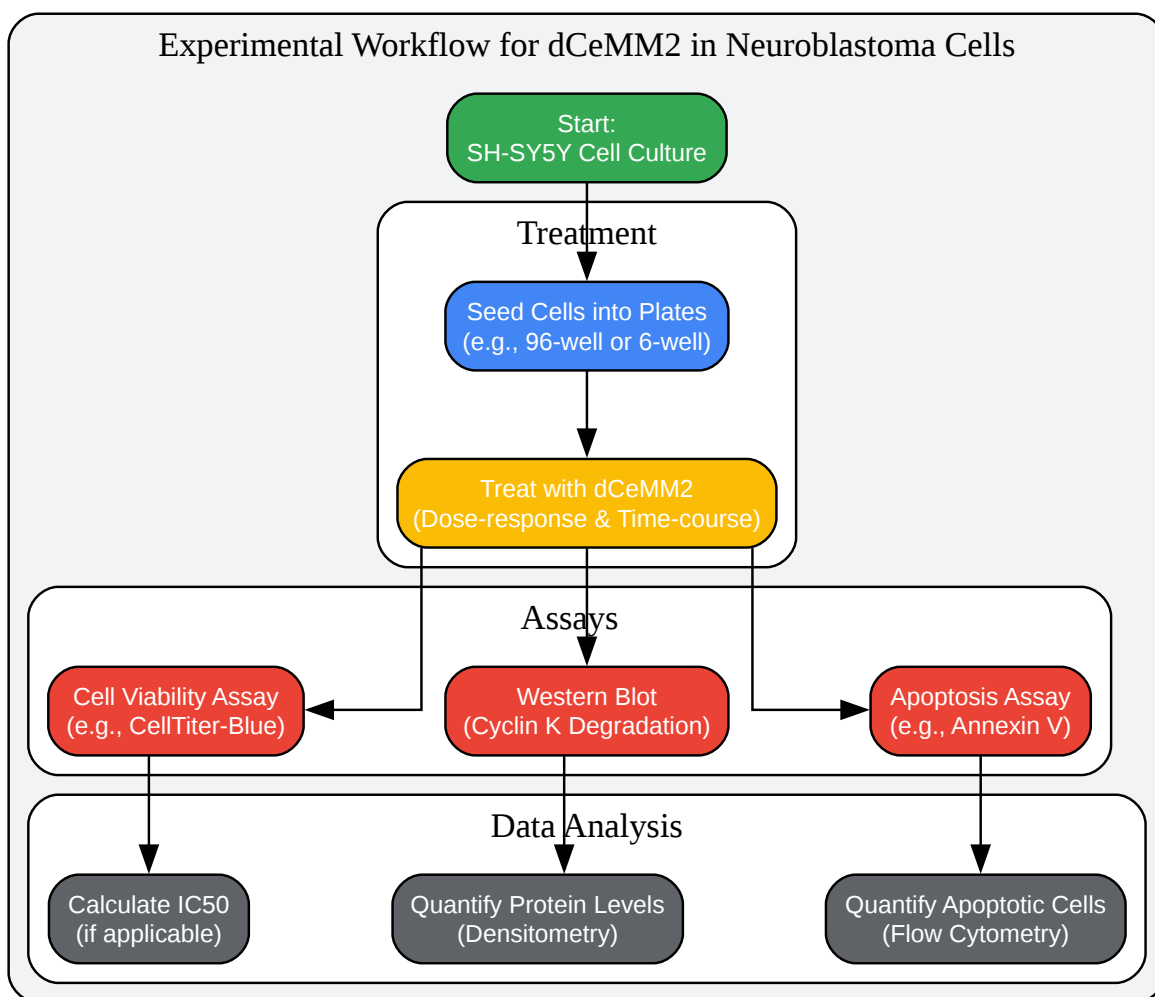 Experimental Workflow for dCeMM2 in Neuroblastoma Cells
Start:
SH-SY5Y Cell Culture
Treatment
Seed Cells into Plates
(e.g., 96-well or 6-well)
Treat with dCeMM2
(Dose-response & Time-course)
Assays
Cell Viability Assay
(e.g., CellTiter-Blue)
Western Blot
(Cyclin K Degradation)
Apoptosis Assay
(e.g., Annexin V)
Data Analysis
Calculate IC50
(if applicable)
Quantify Protein Levels
(Densitometry)
Quantify Apoptotic Cells
(Flow Cytometry)